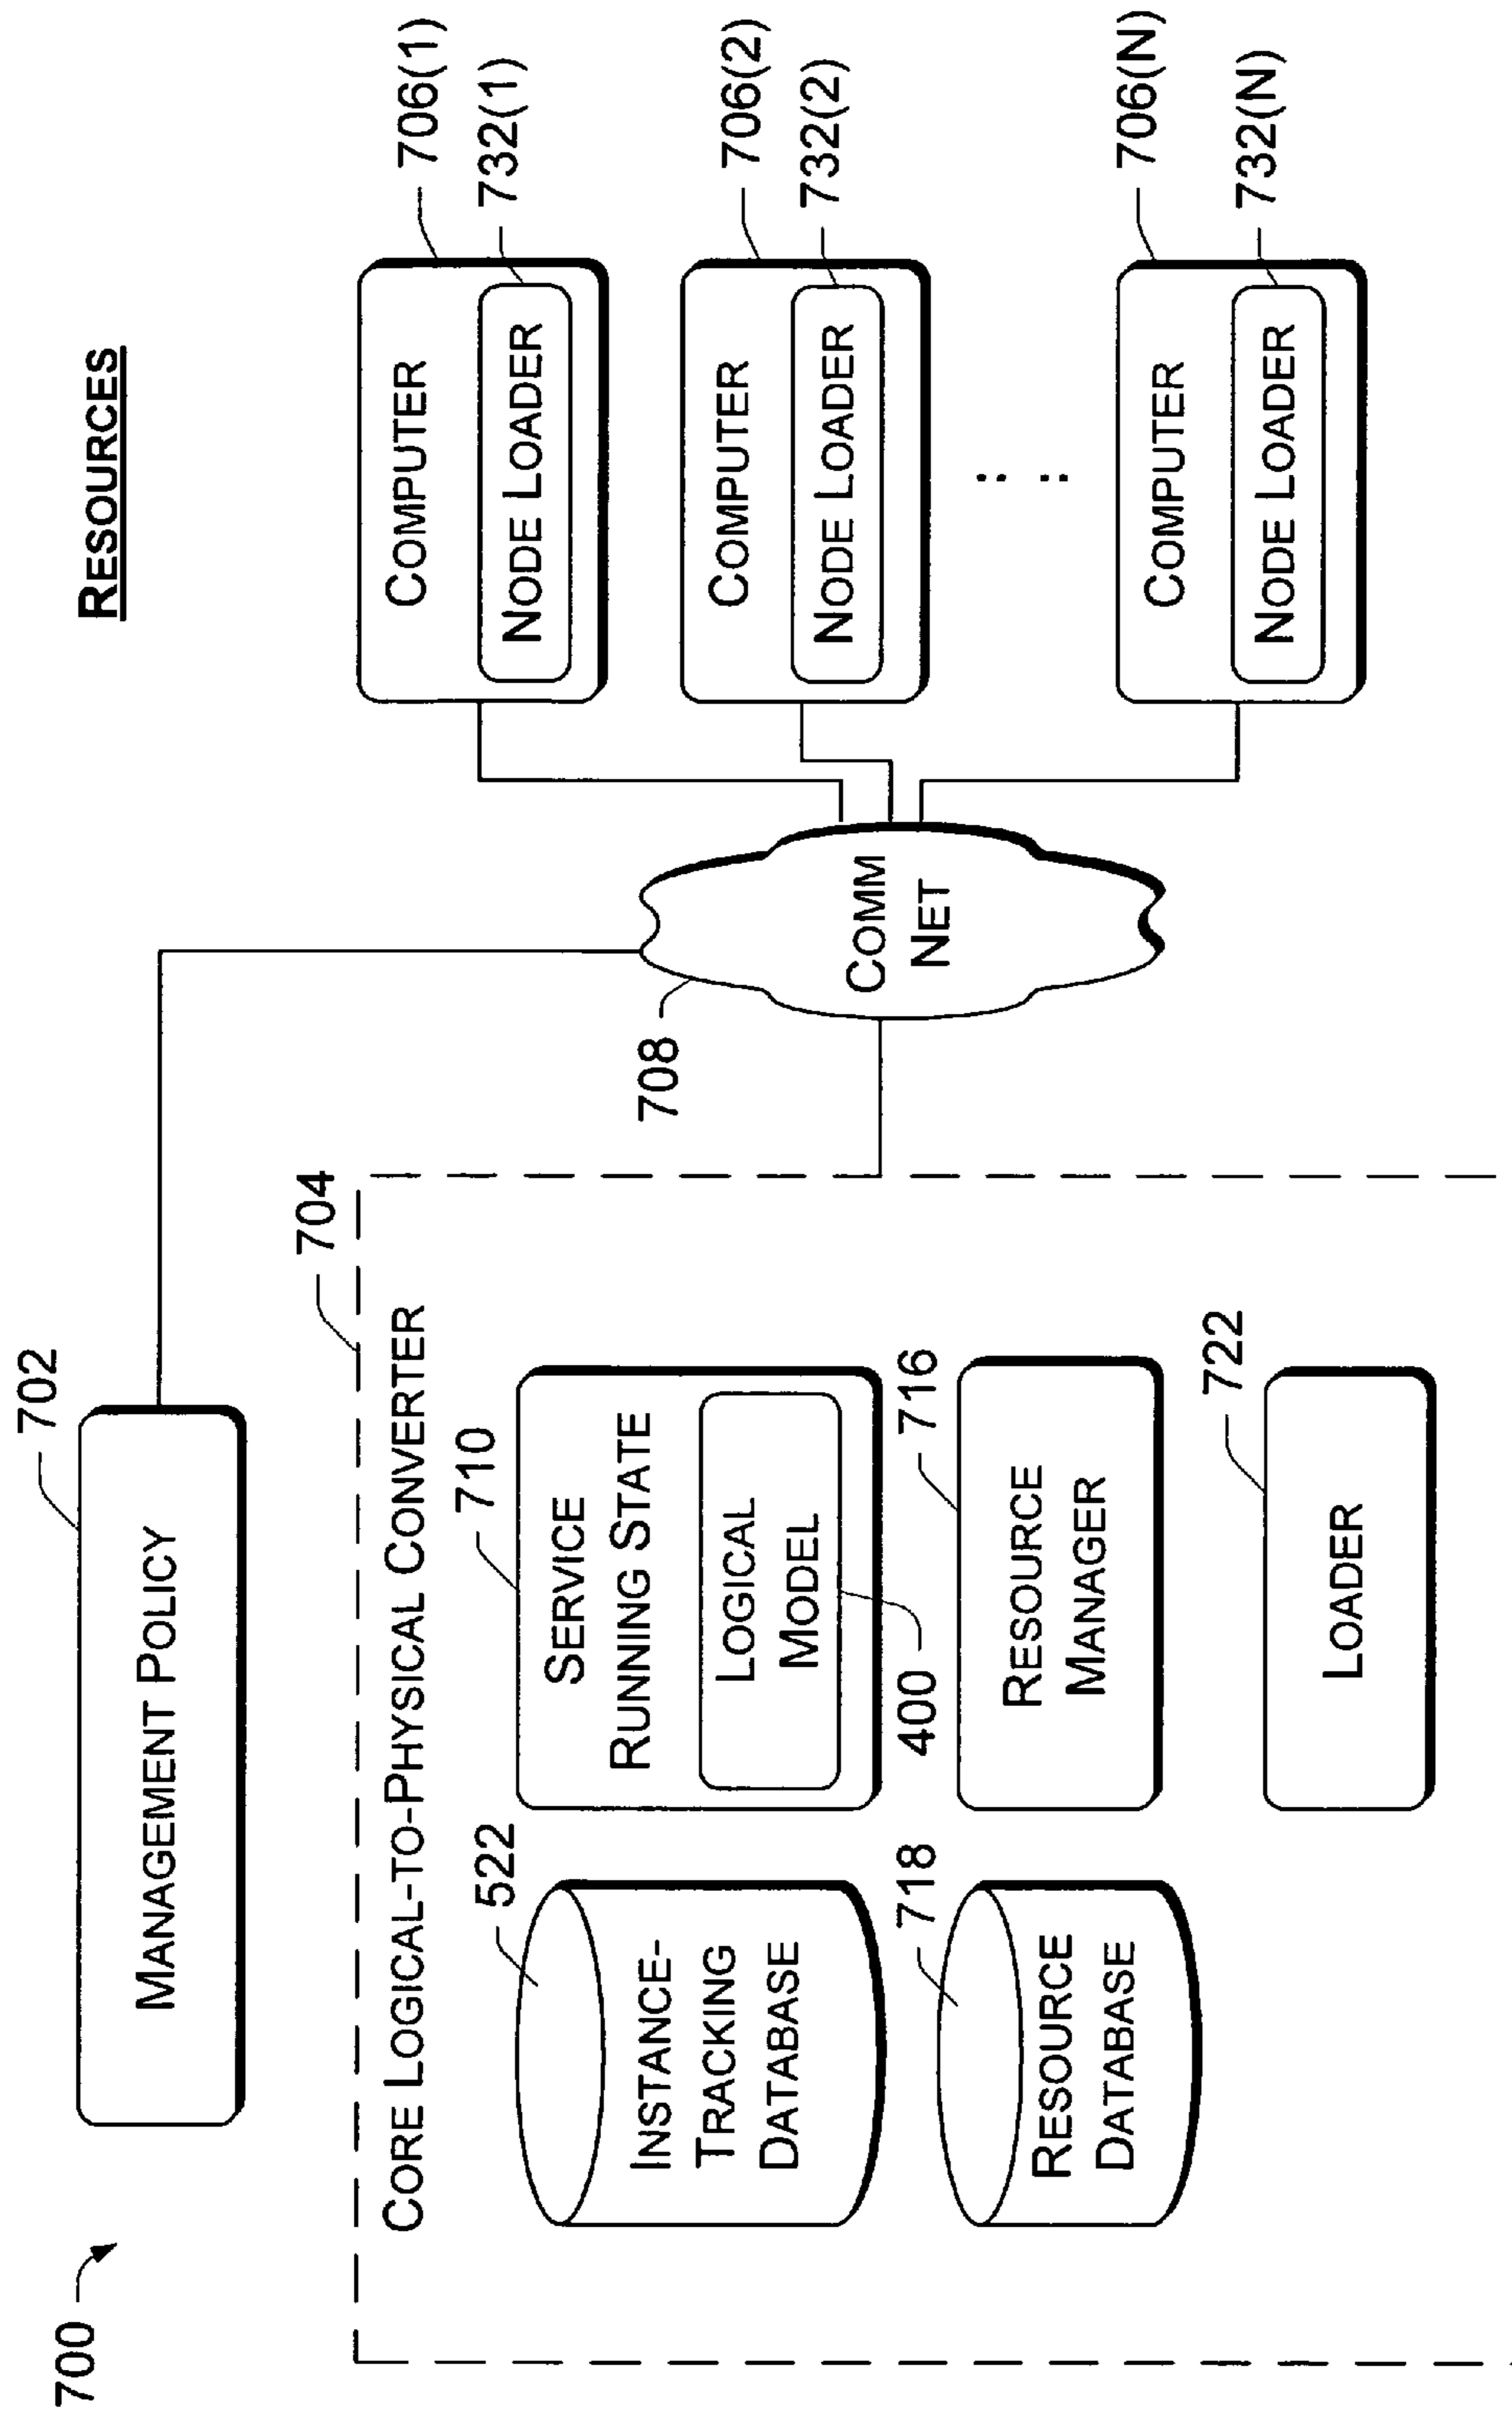 700
702
MANAGEMENT POLICY
RESOURCES
704
CORE LOGICAL-TO-PHYSICAL CONVERTER
522
INSTANCE-
TRACKING
DATABASE
710
SERVICE
RUNNING STATE
LOGICAL
MODEL
400
718
RESOURCE
DATABASE
716
RESOURCE
MANAGER
722
LOADER
708
COMM
NET
COMPUTER
NODE LOADER
706(1)
732(1)
COMPUTER
NODE LOADER
706(2)
732(2)
COMPUTER
NODE LOADER
706(N)
732(N)